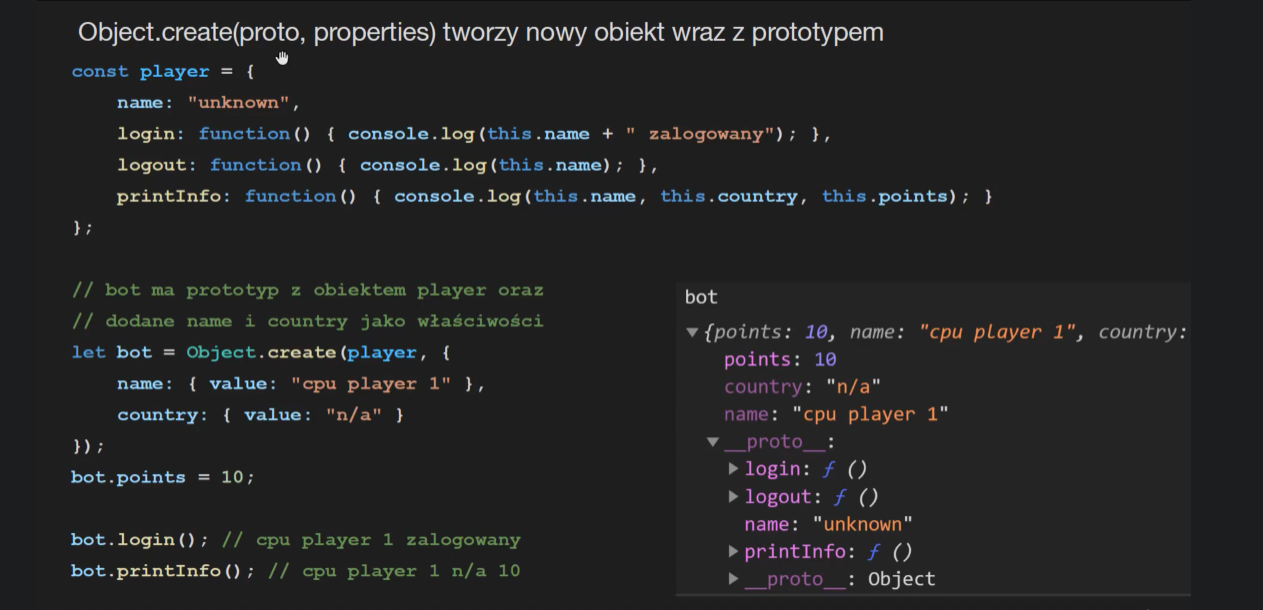 Object.create(proto, properties) tworzy nowy obiekt wraz z prototypem
const player = {
    name: "unknown",
    login: function() { console.log(this.name + " zalogowany"); },
    logout: function() { console.log(this.name); },
    printInfo: function() { console.log(this.name, this.country, this.points); }
};
// bot ma prototyp z obiektem player oraz
// dodane name i country jako właściwości
let bot = Object.create(player, {
    name: { value: "cpu player 1" },
    country: { value: "n/a" }
});
bot.points = 10;
bot.login(); // cpu player 1 zalogowany
bot.printInfo(); // cpu player 1 n/a 10
bot
▼{points: 10, name: "cpu player 1", country:
points: 10
country: "n/a"
name: "cpu player 1"
▼__proto__:
▶login: ƒ ()
▶logout: ƒ ()
name: "unknown"
▶printInfo: ƒ ()
▶__proto__: Object